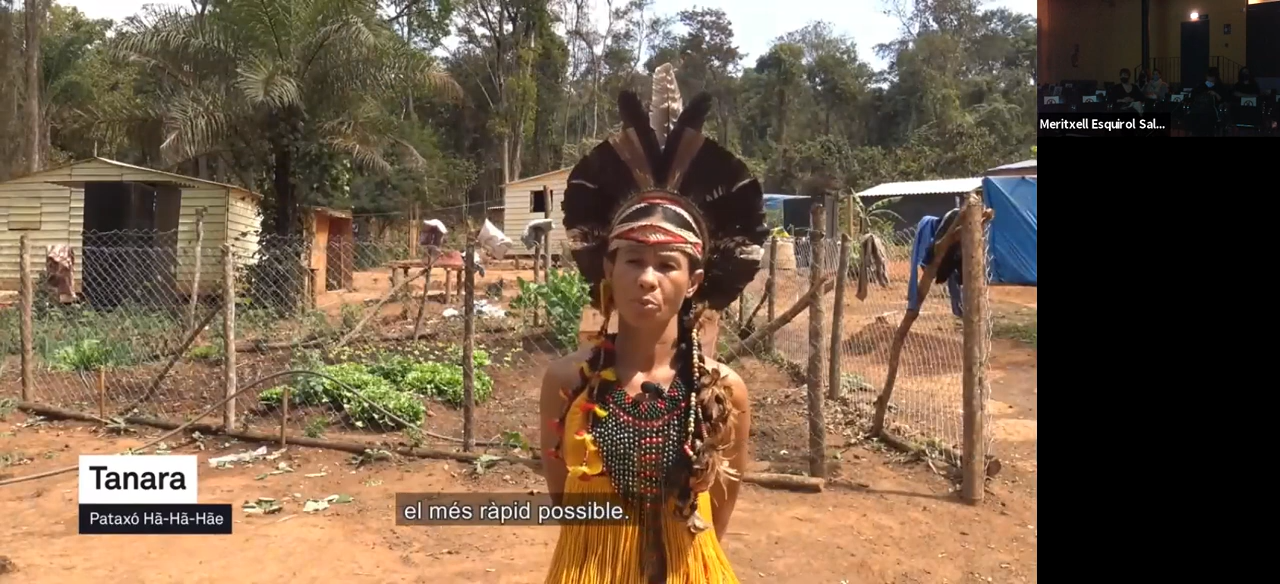 Meritxell Esquirol Sal...
Tanara
Pataxó Hã-Hã-Hãe
el més ràpid possible.